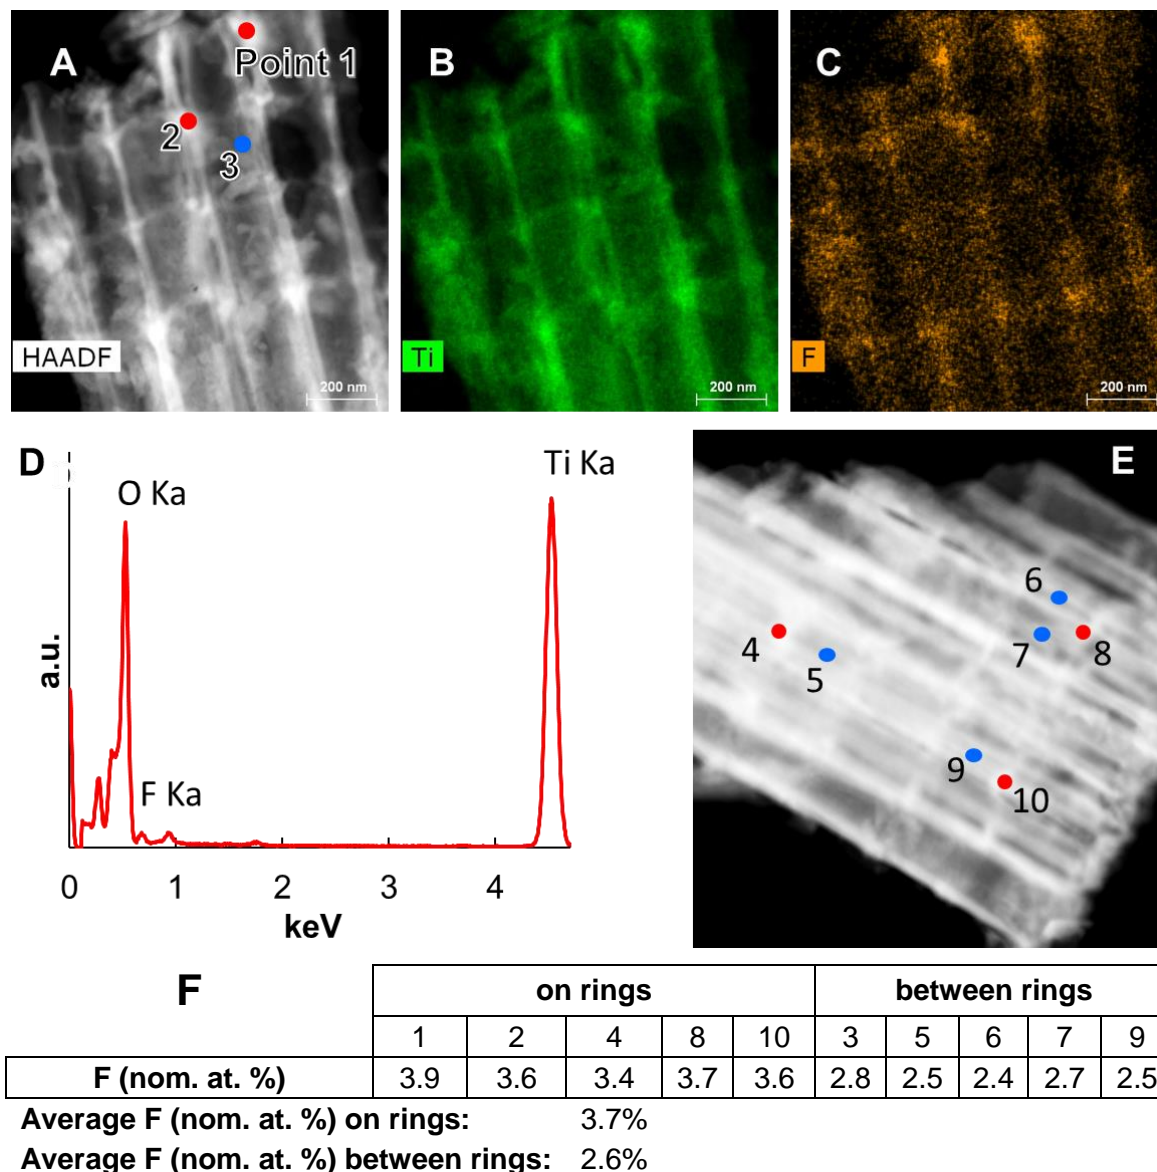 A
Point 1
2
3
HAADF
200 nm
B
Ti
200 nm
C
F
200 nm
D
O Ka
Ti Ka
F Ka
a.u.
0 1 2 3 4
keV
E
6
4
7
8
5
9
10
F
on rings between rings
1 2 4 8 10 3 5 6 7 9
F (nom. at. %) 3.9 3.6 3.4 3.7 3.6 2.8 2.5 2.4 2.7 2.5
Average F (nom. at. %) on rings: 3.7%
Average F (nom. at. %) between rings: 2.6%